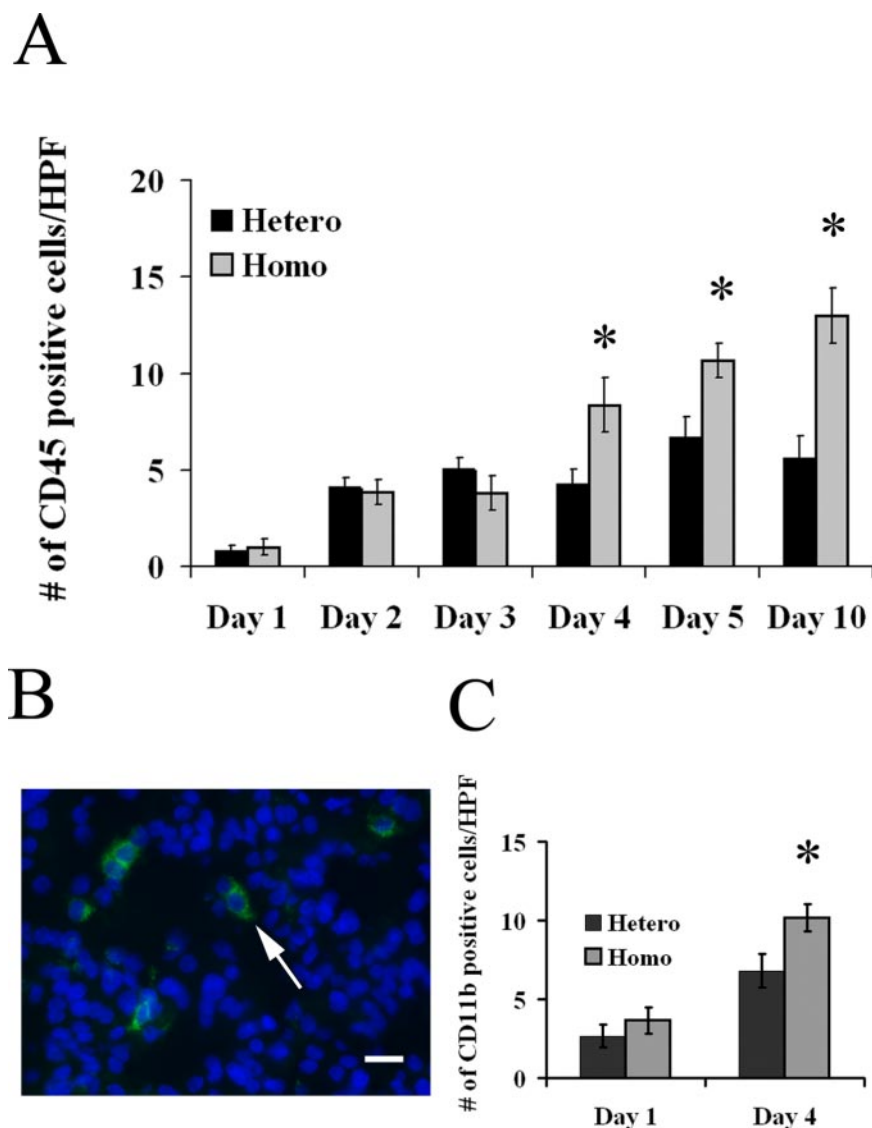 A
# of CD45 positive cells/HPF
20
15
10
5
0
Hetero
Homo
*
*
*
Day 1 Day 2 Day 3 Day 4 Day 5 Day 10
B
C
# of CD11b positive cells/HPF
15
10
5
0
Hetero
Homo
*
Day 1 Day 4